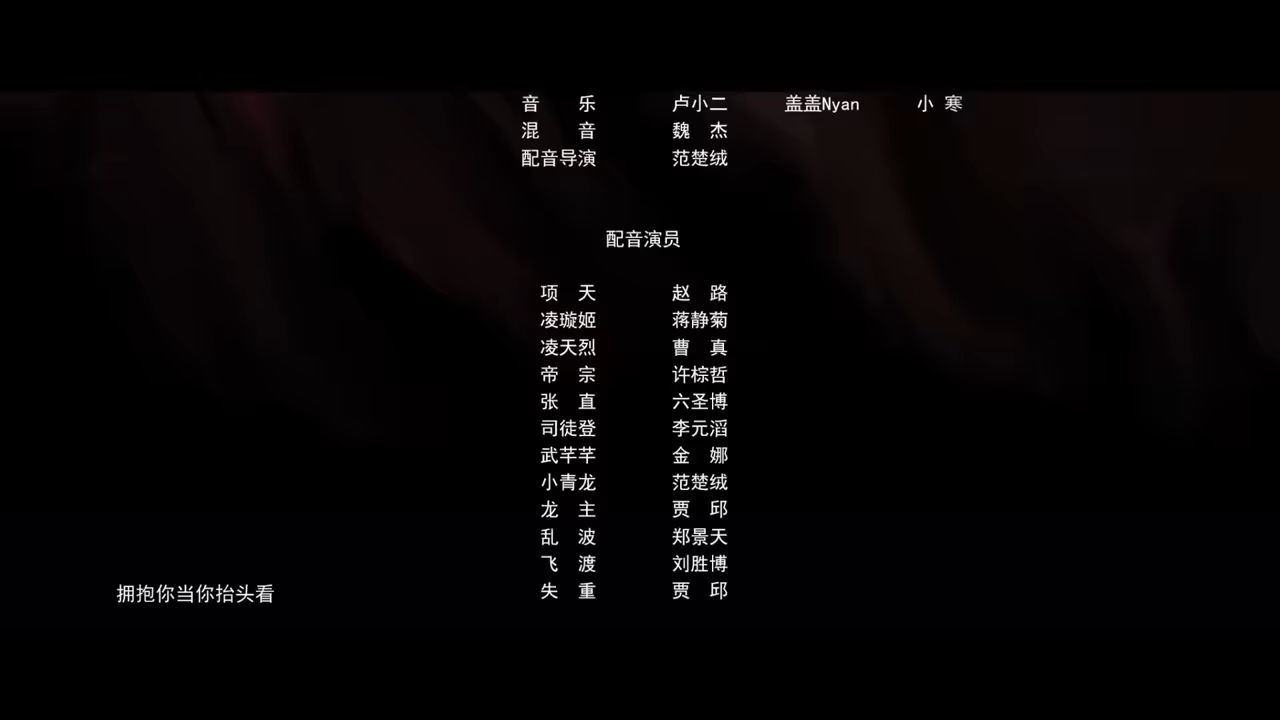 音 乐 卢小二 盖盖Nyan 小 寒
混 音 魏 杰
配音导演 范楚绒
配音演员
项 天 赵 路
凌璇姬 蒋静菊
凌天烈 曹 真
帝 宗 许棕哲
张 直 六圣博
司徒登 李元滔
武芊芊 金 娜
小青龙 范楚绒
龙 主 贾 邱
乱 波 郑景天
飞 渡 刘胜博
失 重 贾 邱
拥抱你当你抬头看